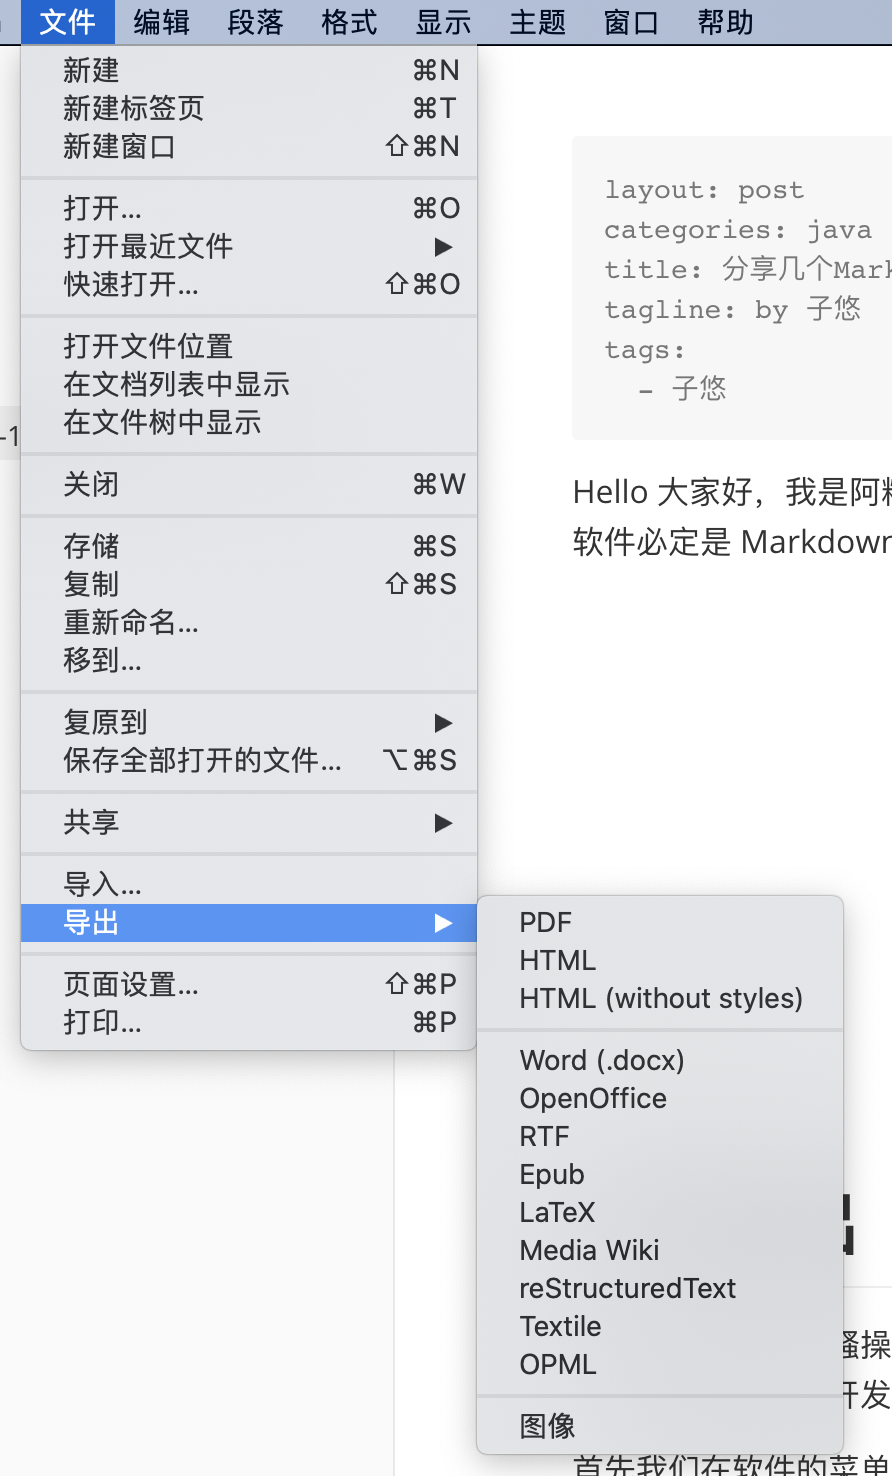 文件 编辑 段落 格式 显示 主题 窗口 帮助
新建 ⌘N
新建标签页 ⌘T
新建窗口 ⇧⌘N
打开... ⌘O
打开最近文件 ▶
快速打开... ⇧⌘O
打开文件位置
在文档列表中显示
在文件树中显示
关闭 ⌘W
存储 ⌘S
复制 ⇧⌘S
重新命名...
移到...
复原到 ▶
保存全部打开的文件... ⌥⌘S
共享 ▶
导入...
导出 ▶
页面设置... ⇧⌘P
打印... ⌘P
PDF
HTML
HTML (without styles)
Word (.docx)
OpenOffice
RTF
Epub
LaTeX
Media Wiki
reStructuredText
Textile
OPML
图像
-1
layout: post
categories: java
title: 分享几个Mark
tagline: by 子悠
tags:
- 子悠
Hello 大家好，我是阿
软件必定是 Markdown
骚操
开发
首先我们在软件的菜单